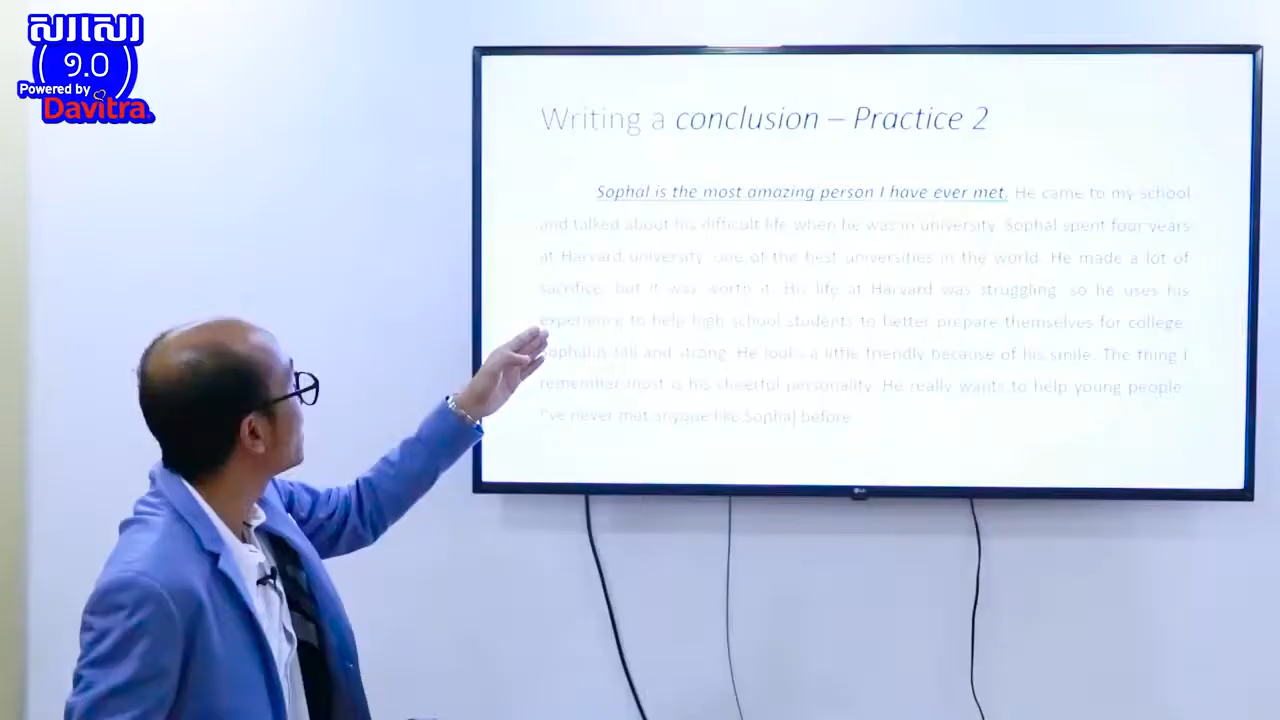 សរសេរ
១.០
Powered by
Davitra
Writing a conclusion – Practice 2
Sophal is the most amazing person I have ever met. He came to my school
and talked about his difficult life when he was in university. Sophal spent four years
at Harvard university, one of the best universities in the world. He made a lot of
sacrifice, but it was worth it. His life at Harvard was struggling, so he uses his
experience to help high school students to better prepare themselves for college.
Sophal is tall and strong. He looks a little friendly because of his smile. The thing I
remember most is his cheerful personality. He really wants to help young people.
I've never met anyone like Sophal before.
LG